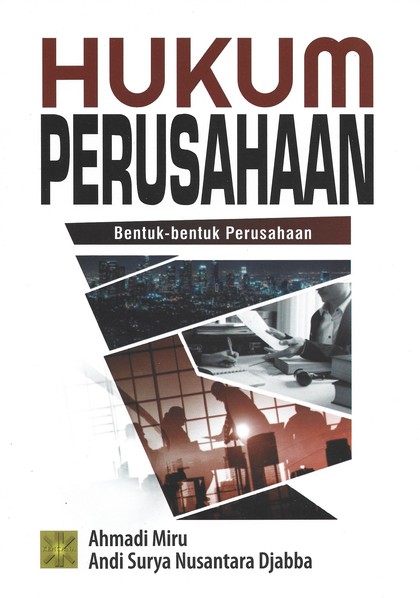 HUKUM
PERUSAHAAN
Bentuk-bentuk Perusahaan
Ahmadi Miru
Andi Surya Nusantara Djabba